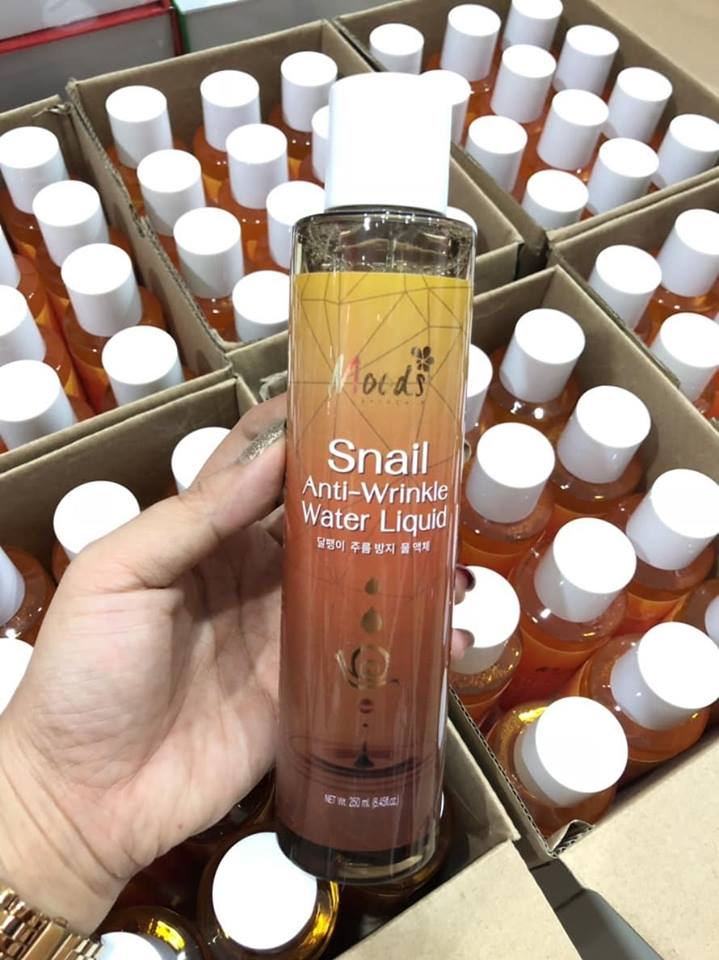 Moods
Snail
Anti-Wrinkle
Water Liquid
달팽이 주름 방지 물 액체
NET Wt. 250 ml. (8.45fl.oz.)